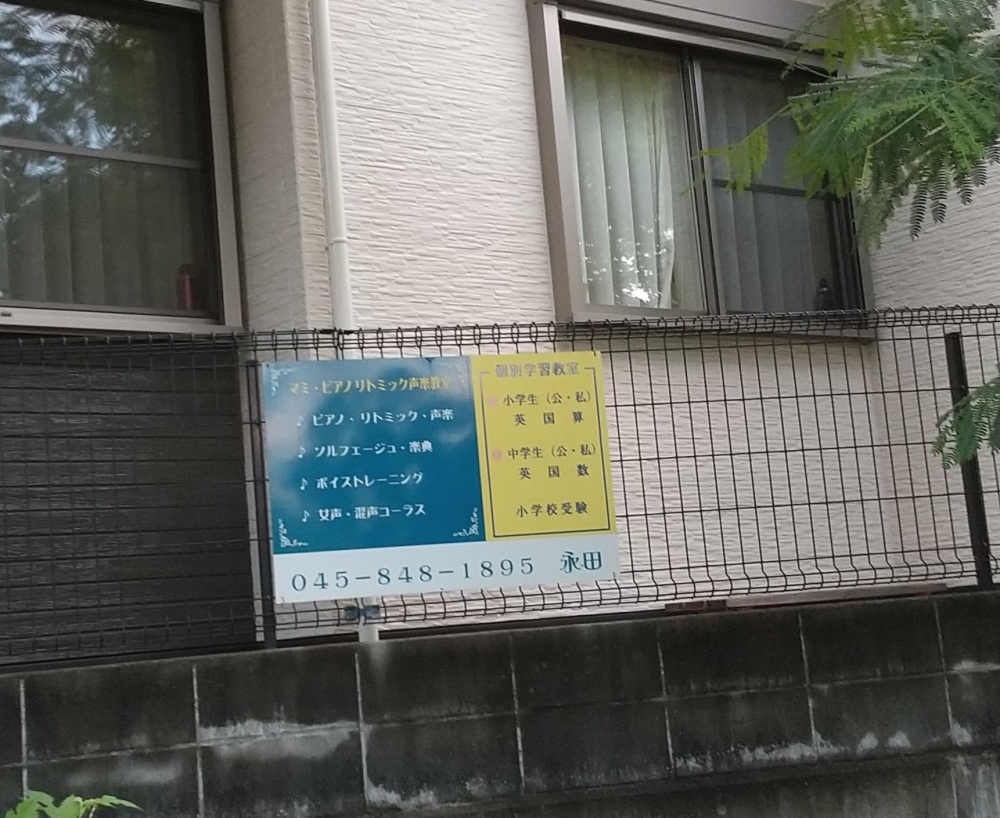 マミ・ピアノリトミック声楽教室
♪ ピアノ・リトミック・声楽
♪ ソルフェージュ・楽典
♪ ボイストレーニング
♪ 女声・混声コーラス
個別学習教室
小学生(公・私)
英 国 算
中学生(公・私)
英 国 数
小学校受験
045-848-1895 永田